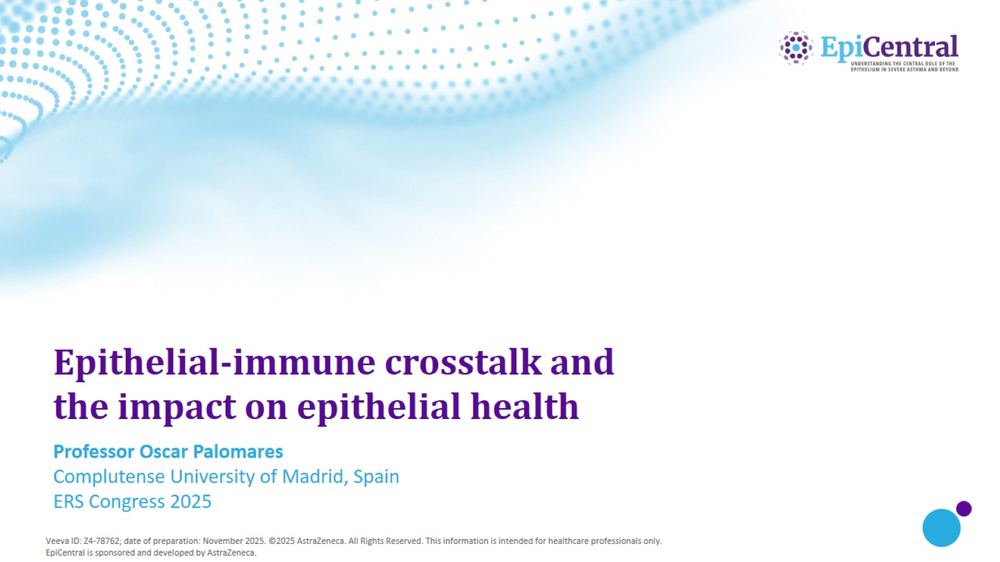 EpiCentral
UNDERSTANDING THE CENTRAL ROLE OF THE
EPITHELIUM IN SEVERE ASTHMA AND BEYOND
Epithelial-immune crosstalk and
the impact on epithelial health
Professor Oscar Palomares
Complutense University of Madrid, Spain
ERS Congress 2025
Veeva ID: Z4-78762; date of preparation: November 2025. ©2025 AstraZeneca. All Rights Reserved. This information is intended for healthcare professionals only.
EpiCentral is sponsored and developed by AstraZeneca.